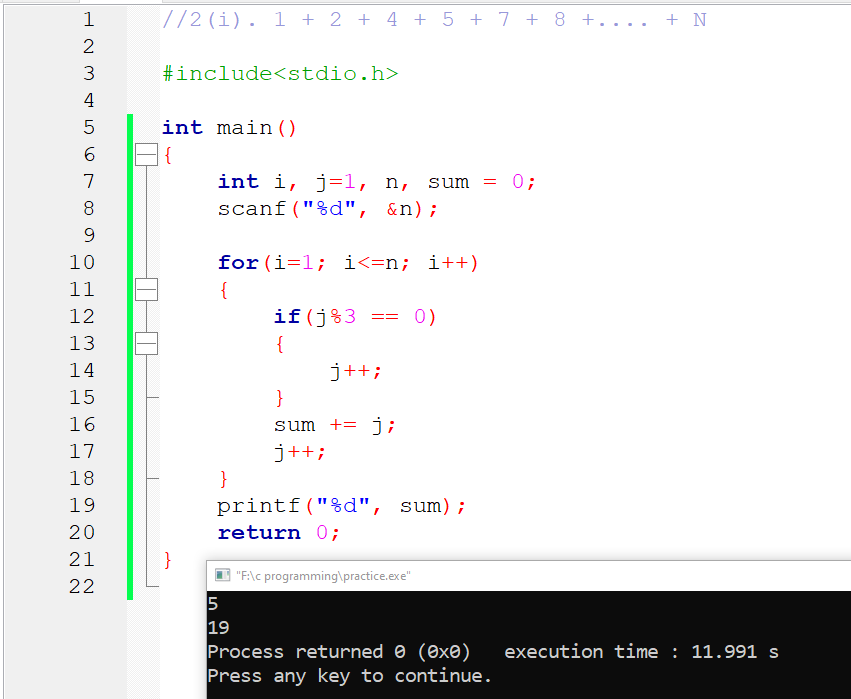 1 //2(i). 1 + 2 + 4 + 5 + 7 + 8 +.... + N
2
3 #include<stdio.h>
4
5 int main()
6 {
7 int i, j=1, n, sum = 0;
8 scanf("%d", &n);
9
10 for(i=1; i<=n; i++)
11 {
12 if(j%3 == 0)
13 {
14 j++;
15 }
16 sum += j;
17 j++;
18 }
19 printf("%d", sum);
20 return 0;
21 }
22
"F:\c programming\practice.exe"
5
19
Process returned 0 (0x0)   execution time : 11.991 s
Press any key to continue.